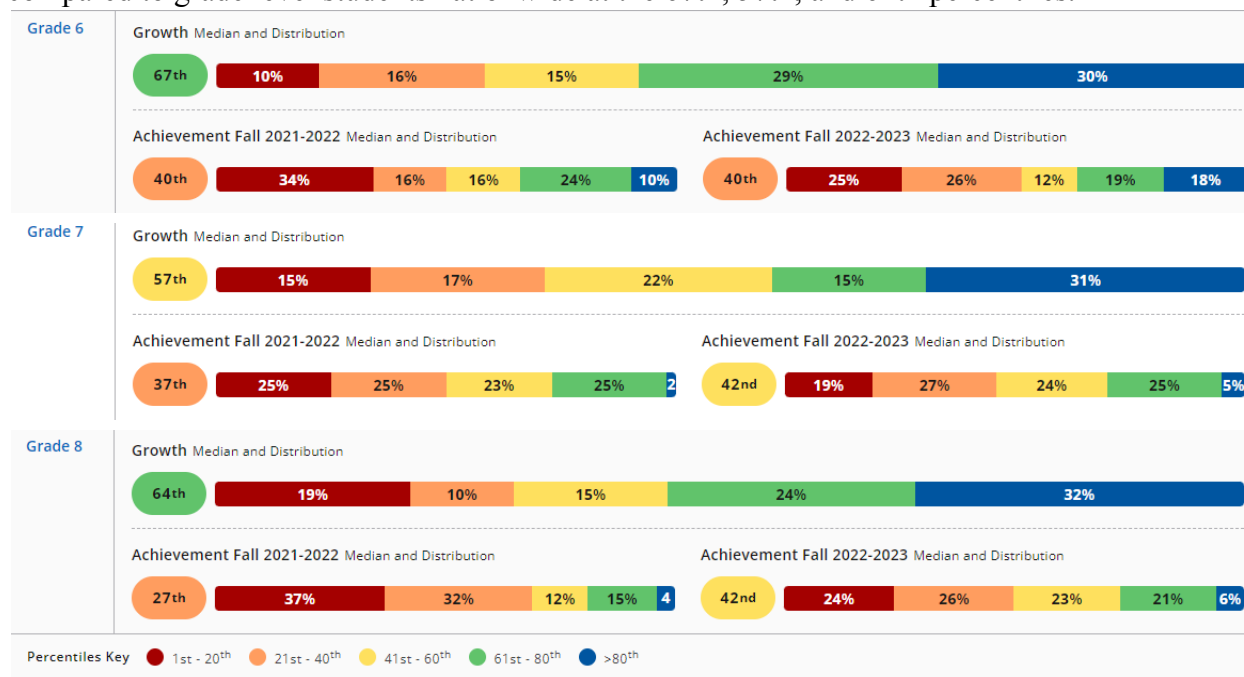 Grade 6
Growth Median and Distribution
67th 10% 16% 15% 29% 30%
Achievement Fall 2021-2022 Median and Distribution Achievement Fall 2022-2023 Median and Distribution
40th 34% 16% 16% 24% 10% 40th 25% 26% 12% 19% 18%
Grade 7
Growth Median and Distribution
57th 15% 17% 22% 15% 31%
Achievement Fall 2021-2022 Median and Distribution Achievement Fall 2022-2023 Median and Distribution
37th 25% 25% 23% 25% 2 42nd 19% 27% 24% 25% 5%
Grade 8
Growth Median and Distribution
64th 19% 10% 15% 24% 32%
Achievement Fall 2021-2022 Median and Distribution Achievement Fall 2022-2023 Median and Distribution
27th 37% 32% 12% 15% 4 42nd 24% 26% 23% 21% 6%
Percentiles Key 1st - 20th 21st - 40th 41st - 60th 61st - 80th >80th